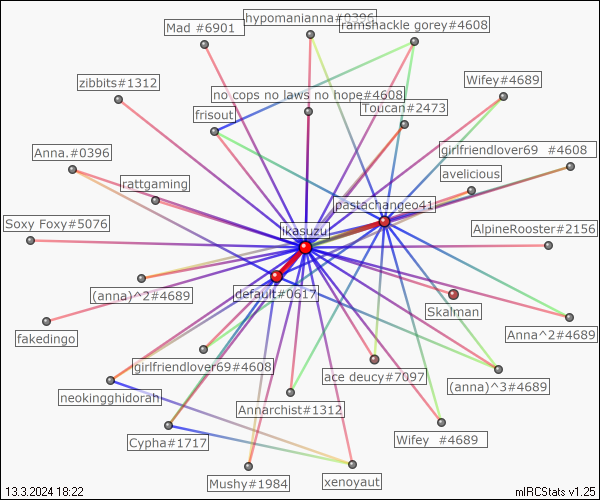 hypomanianna#0396
Mad #6901
ramshackle gorey#4608
zibbits#1312
Wifey#4689
no cops no laws no hope#4608
frisout
Toucan#2473
Anna.#0396
girlfriendlover69  #4608
avelicious
rattgaming
pastachangeo41
Soxy Foxy#5076
ikasuzu
AlpineRooster#2156
(anna)^2#4689
default#0617
Skalman
fakedingo
Anna^2#4689
girlfriendlover69#4608
ace deucy#7097
(anna)^3#4689
neokingghidorah
Annarchist#1312
Cypha#1717
Wifey  #4689
Mushy#1984
xenoyaut
13.3.2024 18:22
mIRCStats v1.25